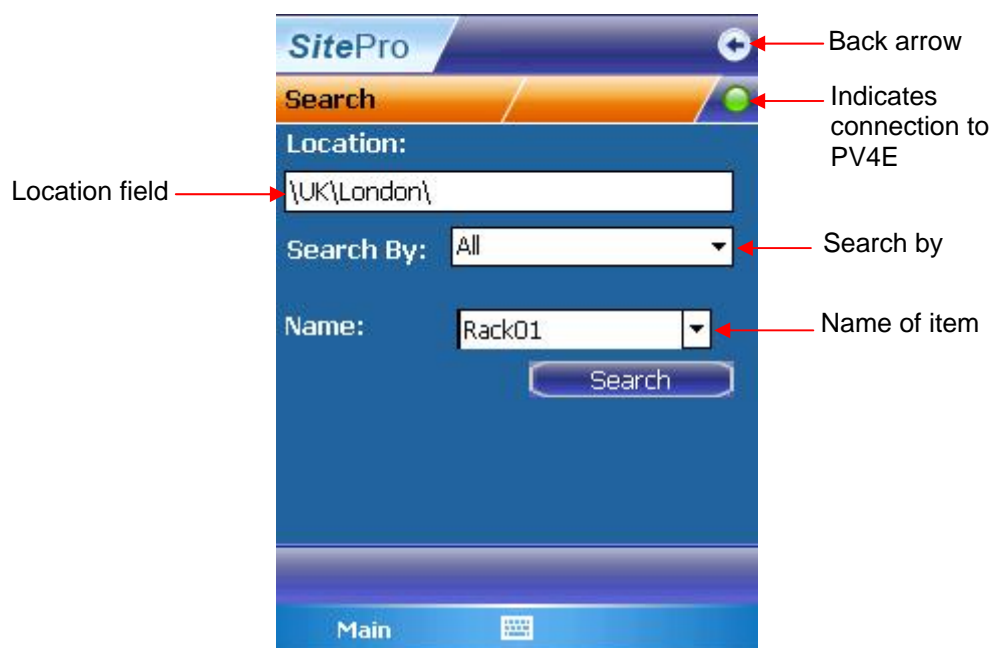 SitePro
Back arrow
Search
Indicates
connection to
PV4E
Location:
Location field
\UK\London\
Search By:
All
Search by
Name:
Rack01
Name of item
Search
Main